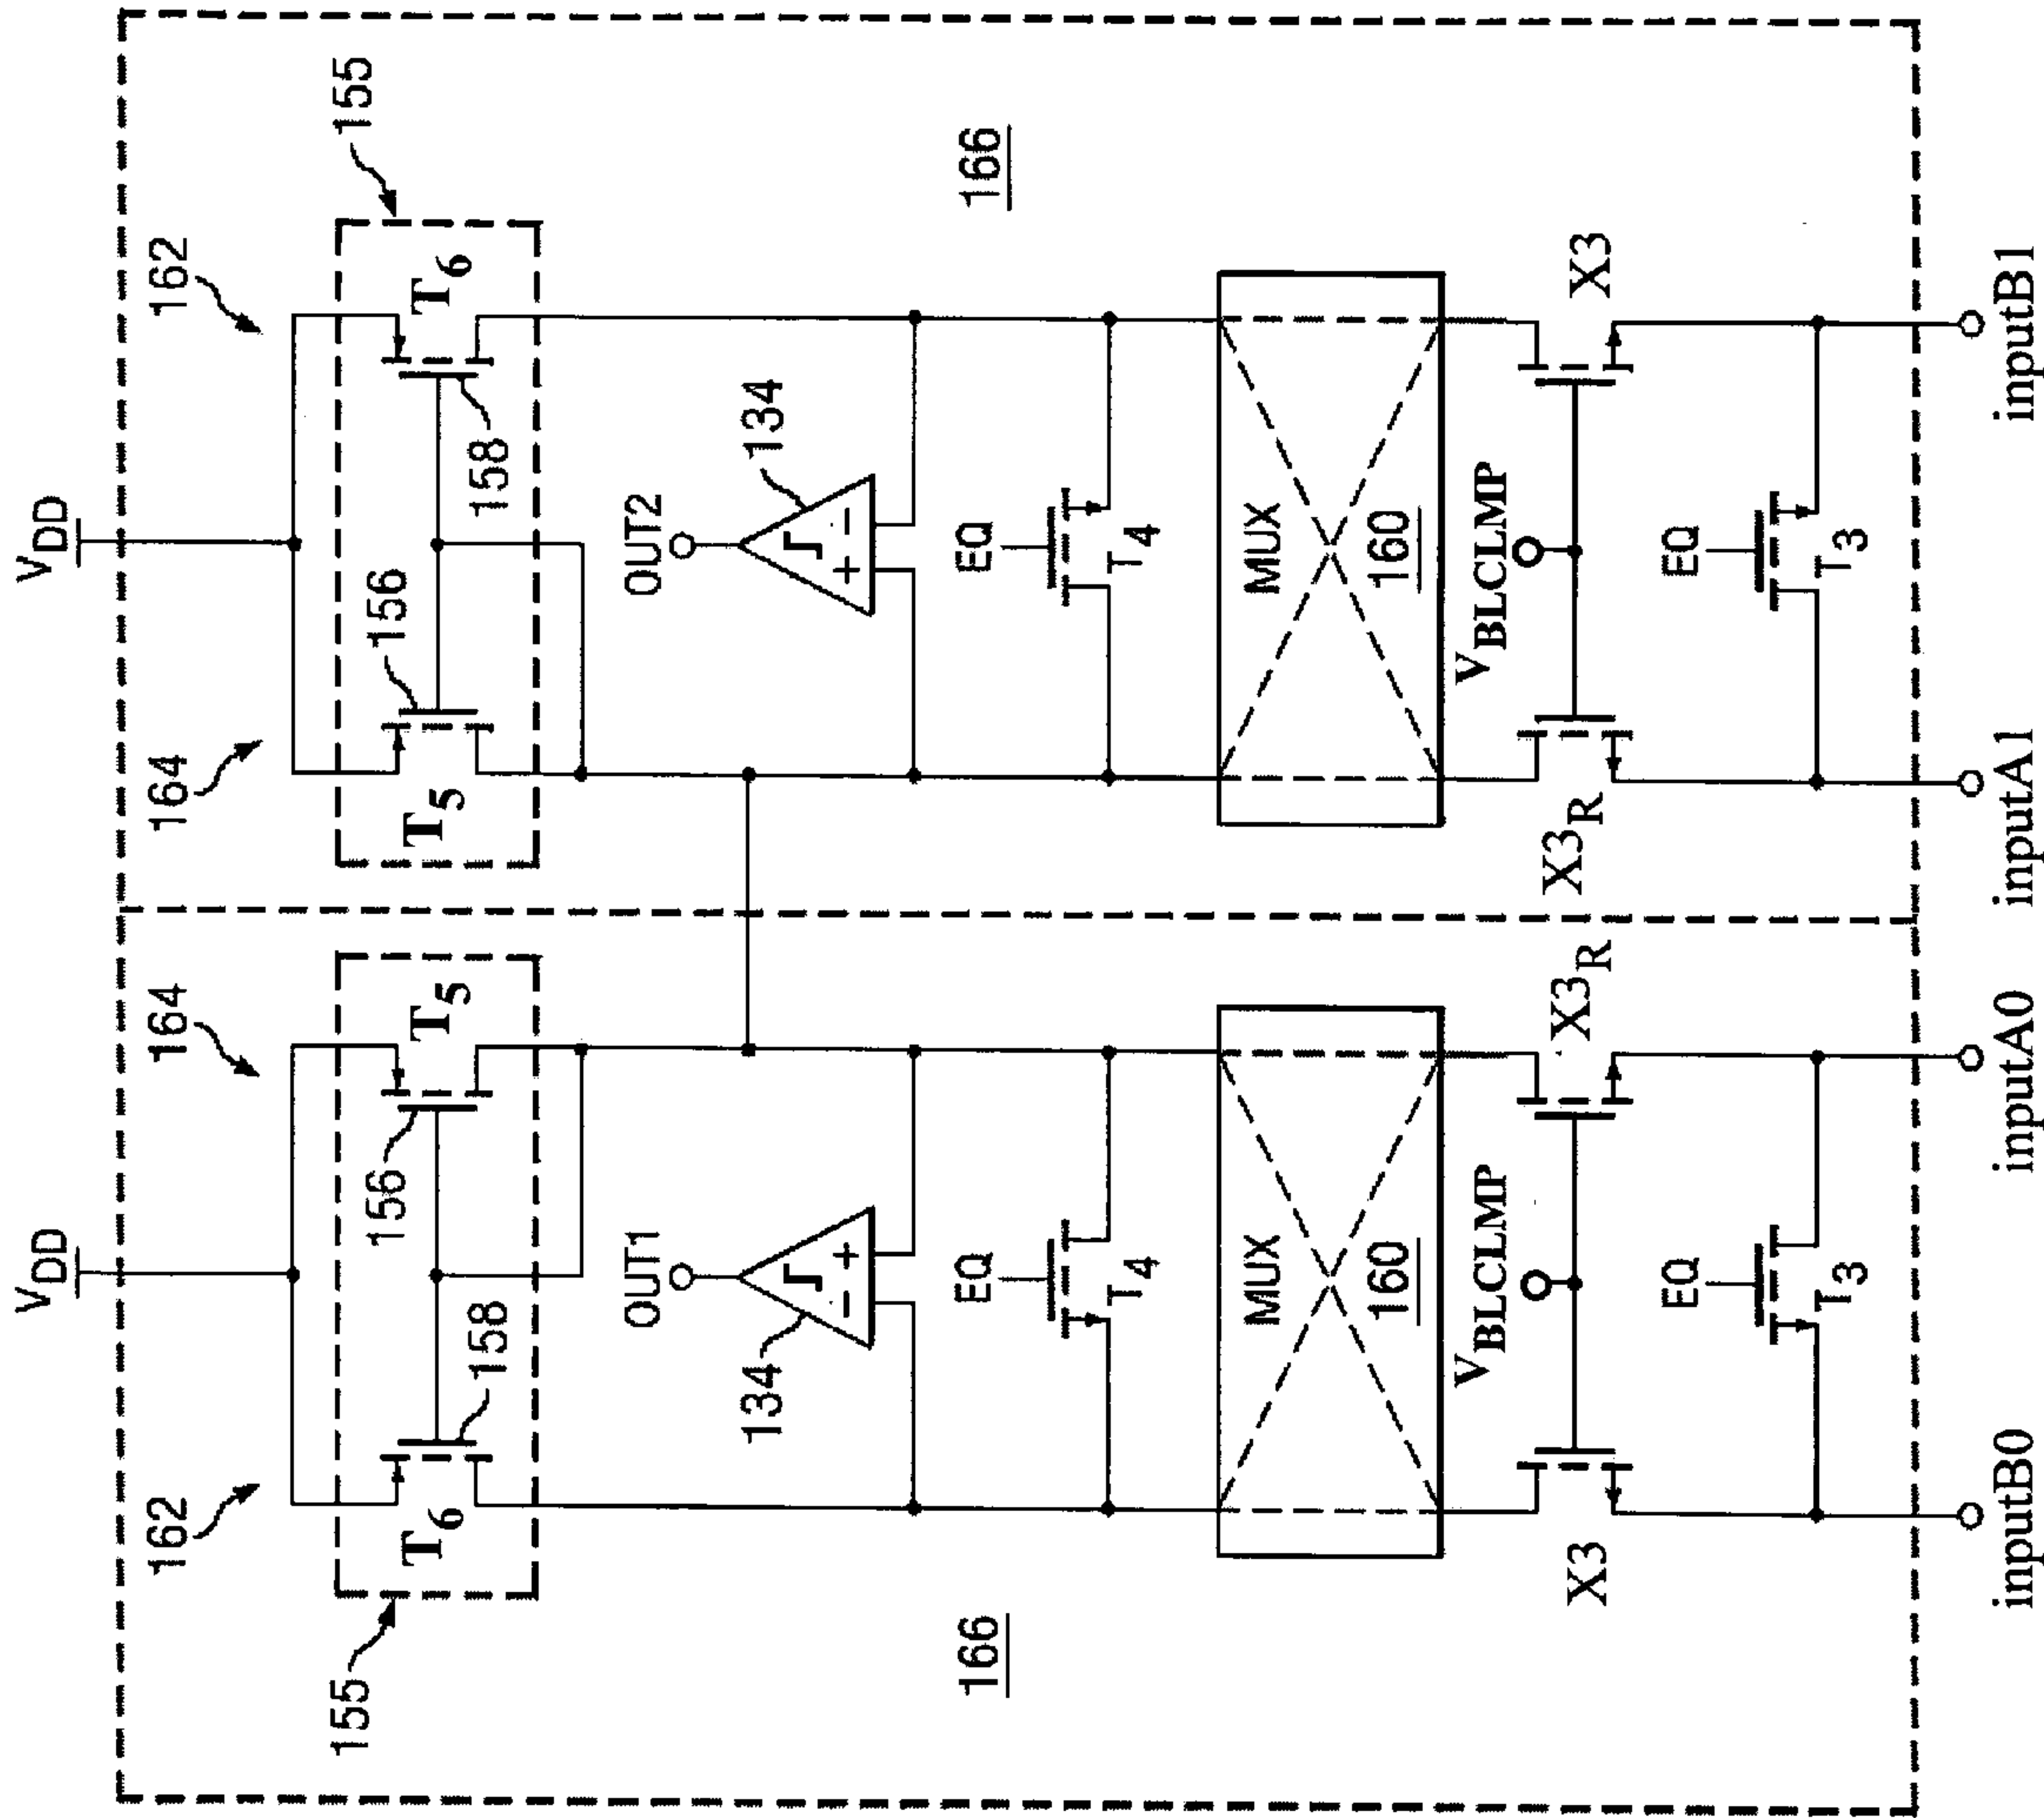 V_DD
V_DD
162
164
164
162
155
155
T_6
T_5
T_5
T_6
158
156
156
158
OUT1
OUT2
134
134
− +
+ −
166
166
EQ
EQ
T_4
T_4
MUX
MUX
160
160
V_BLCLMP
V_BLCLMP
X3
X3_R
X3_R
X3
EQ
EQ
T_3
T_3
inputB0
inputA0
inputA1
inputB1